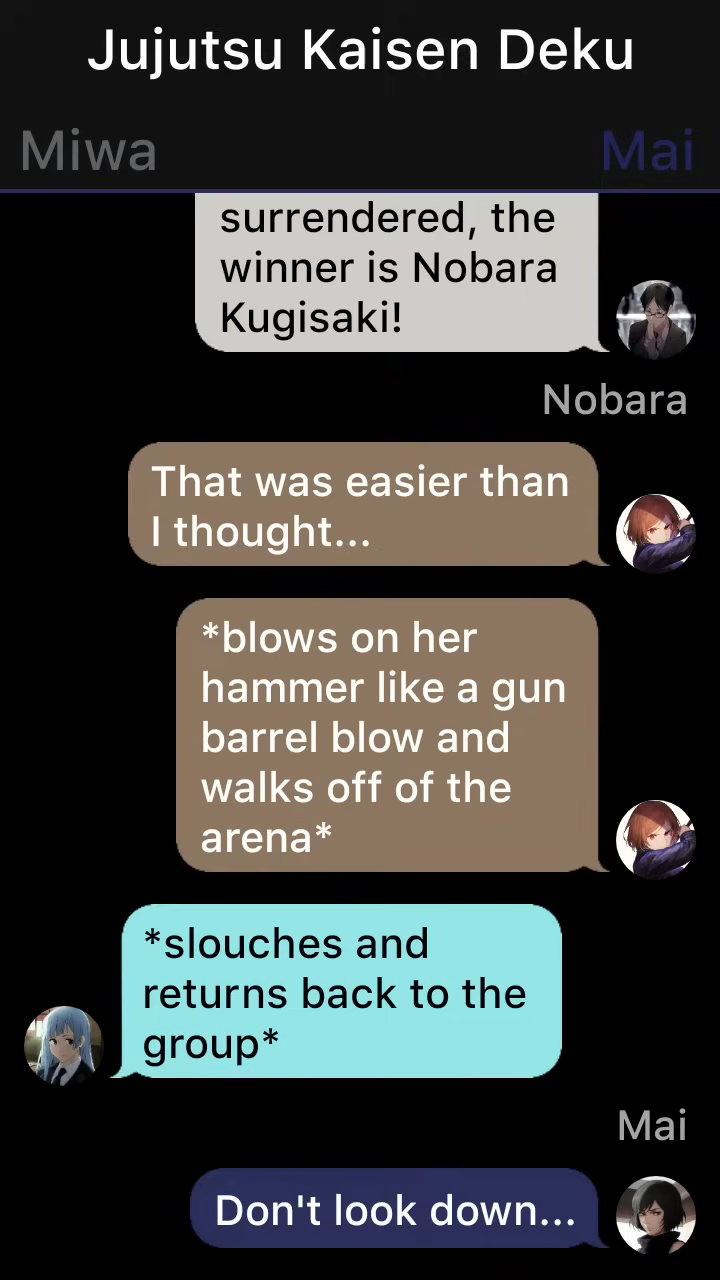 Jujutsu Kaisen Deku
Miwa
Mai
surrendered, the
winner is Nobara
Kugisaki!
Nobara
That was easier than
I thought...
*blows on her
hammer like a gun
barrel blow and
walks off of the
arena*
*slouches and
returns back to the
group*
Mai
Don't look down...